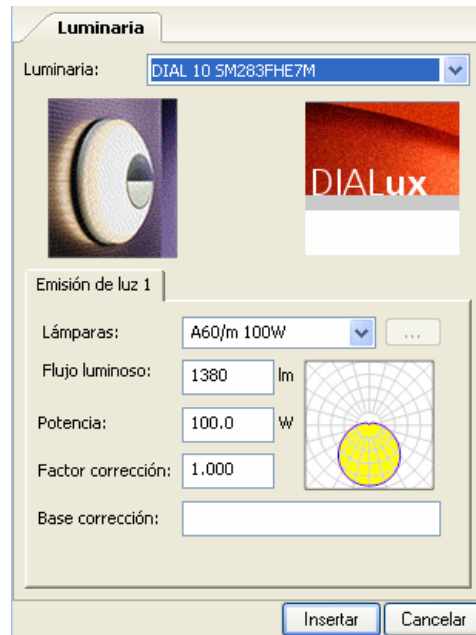 Luminaria
Luminaria: DIAL 10 SM283FHE7M
DIALux
Emisión de luz 1
Lámparas: A60/m 100W ...
Flujo luminoso: 1380 lm
Potencia: 100.0 W
Factor corrección: 1.000
Base corrección:
Insertar Cancelar